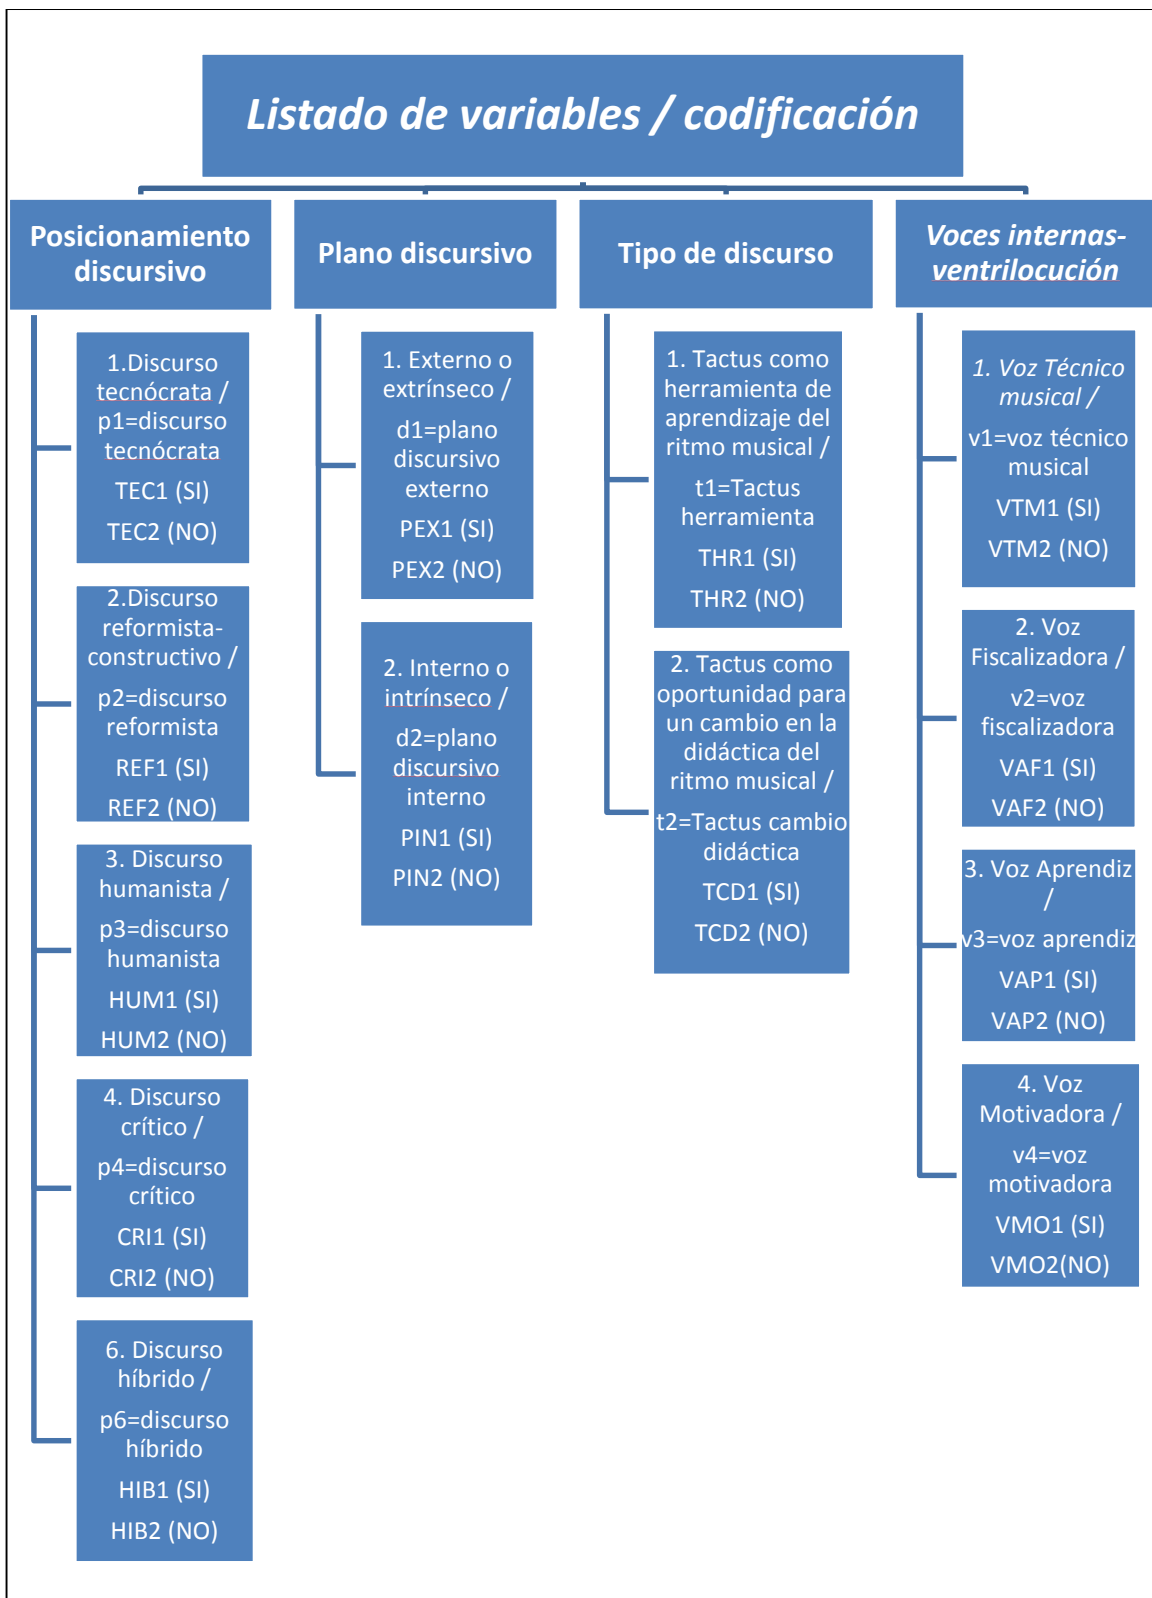 Listado de variables / codificación
Posicionamiento
discursivo
1.Discurso
tecnócrata /
p1=discurso
tecnócrata
TEC1 (SI)
TEC2 (NO)
2.Discurso
reformista-
constructivo /
p2=discurso
reformista
REF1 (SI)
REF2 (NO)
3. Discurso
humanista /
p3=discurso
humanista
HUM1 (SI)
HUM2 (NO)
4. Discurso
crítico /
p4=discurso
crítico
CRI1 (SI)
CRI2 (NO)
6. Discurso
híbrido /
p6=discurso
híbrido
HIB1 (SI)
HIB2 (NO)
Plano discursivo
1. Externo o
extrínseco /
d1=plano
discursivo
externo
PEX1 (SI)
PEX2 (NO)
2. Interno o
intrínseco /
d2=plano
discursivo
interno
PIN1 (SI)
PIN2 (NO)
Tipo de discurso
1. Tactus como
herramienta de
aprendizaje del
ritmo musical /
t1=Tactus
herramienta
THR1 (SI)
THR2 (NO)
2. Tactus como
oportunidad para
un cambio en la
didáctica del
ritmo musical /
t2=Tactus cambio
didáctica
TCD1 (SI)
TCD2 (NO)
Voces internas-
ventrilocución
1. Voz Técnico
musical /
v1=voz técnico
musical
VTM1 (SI)
VTM2 (NO)
2. Voz
Fiscalizadora /
v2=voz
fiscalizadora
VAF1 (SI)
VAF2 (NO)
3. Voz Aprendiz
/
v3=voz aprendiz
VAP1 (SI)
VAP2 (NO)
4. Voz
Motivadora /
v4=voz
motivadora
VMO1 (SI)
VMO2(NO)